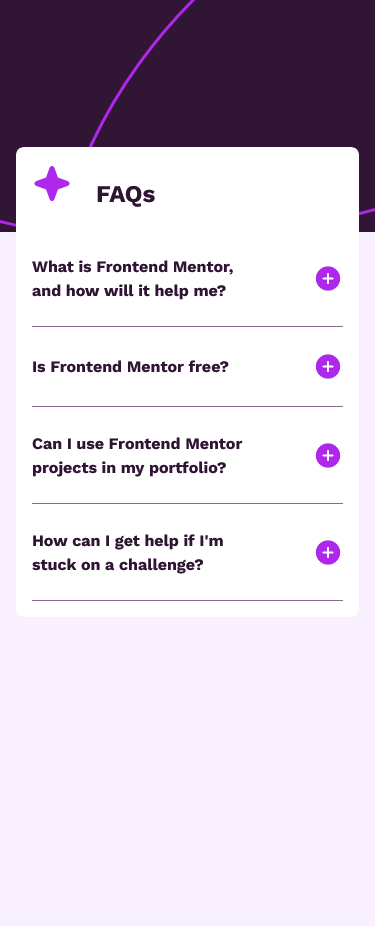 FAQs
What is Frontend Mentor,
and how will it help me?
Is Frontend Mentor free?
Can I use Frontend Mentor
projects in my portfolio?
How can I get help if I'm
stuck on a challenge?